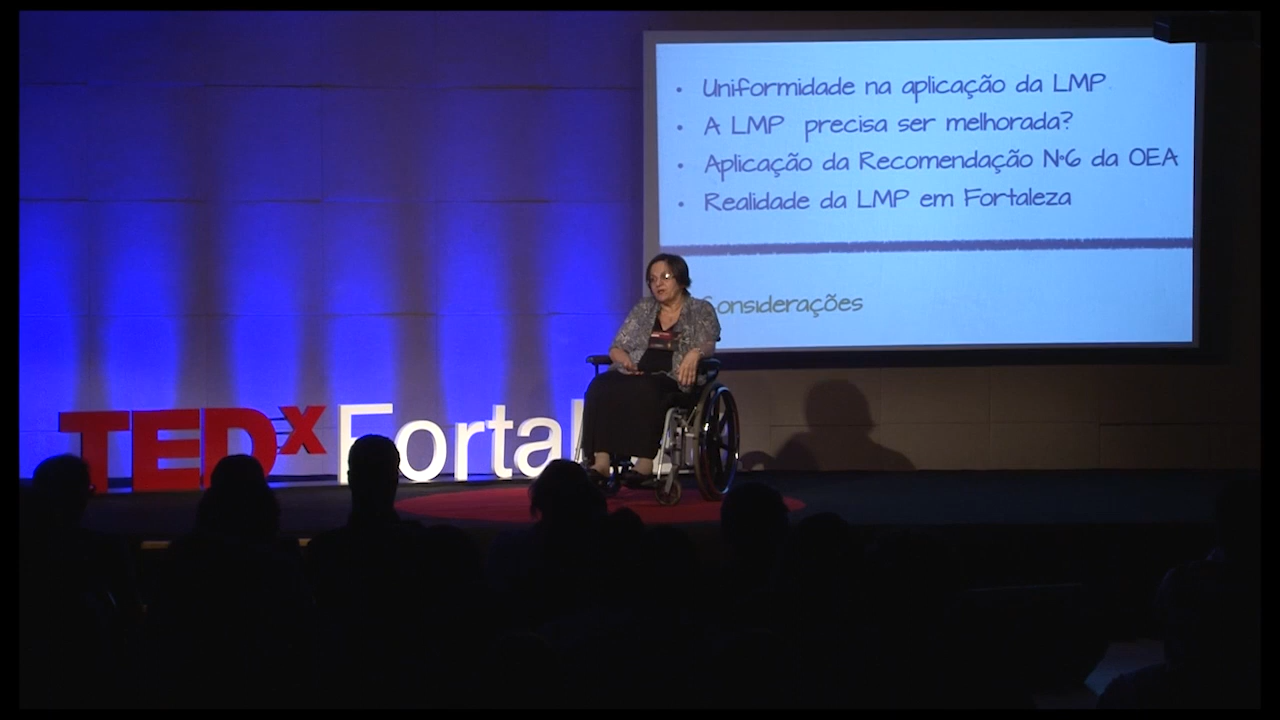 • Uniformidade na aplicação da LMP
• A LMP precisa ser melhorada?
• Aplicação da Recomendação Nº6 da OEA
• Realidade da LMP em Fortaleza
Considerações
TEDx Fortal